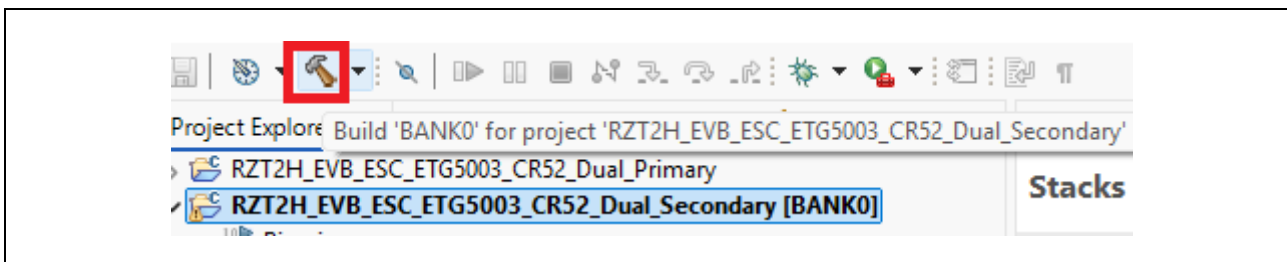 Project Explore
Build 'BANK0' for project 'RZT2H_EVB_ESC_ETG5003_CR52_Dual_Secondary'
RZT2H_EVB_ESC_ETG5003_CR52_Dual_Primary
Stacks
RZT2H_EVB_ESC_ETG5003_CR52_Dual_Secondary [BANK0]